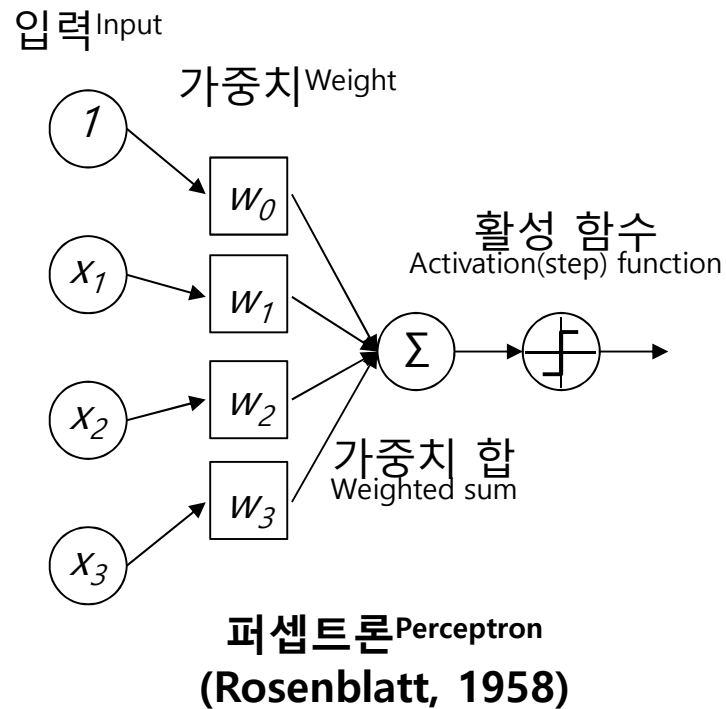 입력Input
가중치Weight
1
w0
활성 함수
Activation(step) function
x1
w1
Σ
x2
w2
가중치 합
Weighted sum
w3
x3
퍼셉트론Perceptron
(Rosenblatt, 1958)